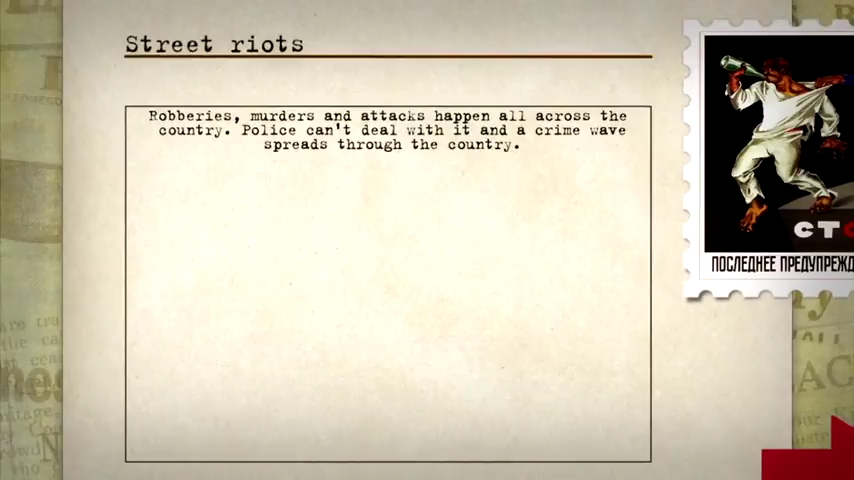 Street riots
Robberies, murders and attacks happen all across the
country. Police can't deal with it and a crime wave
spreads through the country.
СТО
ПОСЛЕДНЕЕ ПРЕДУПРЕЖД